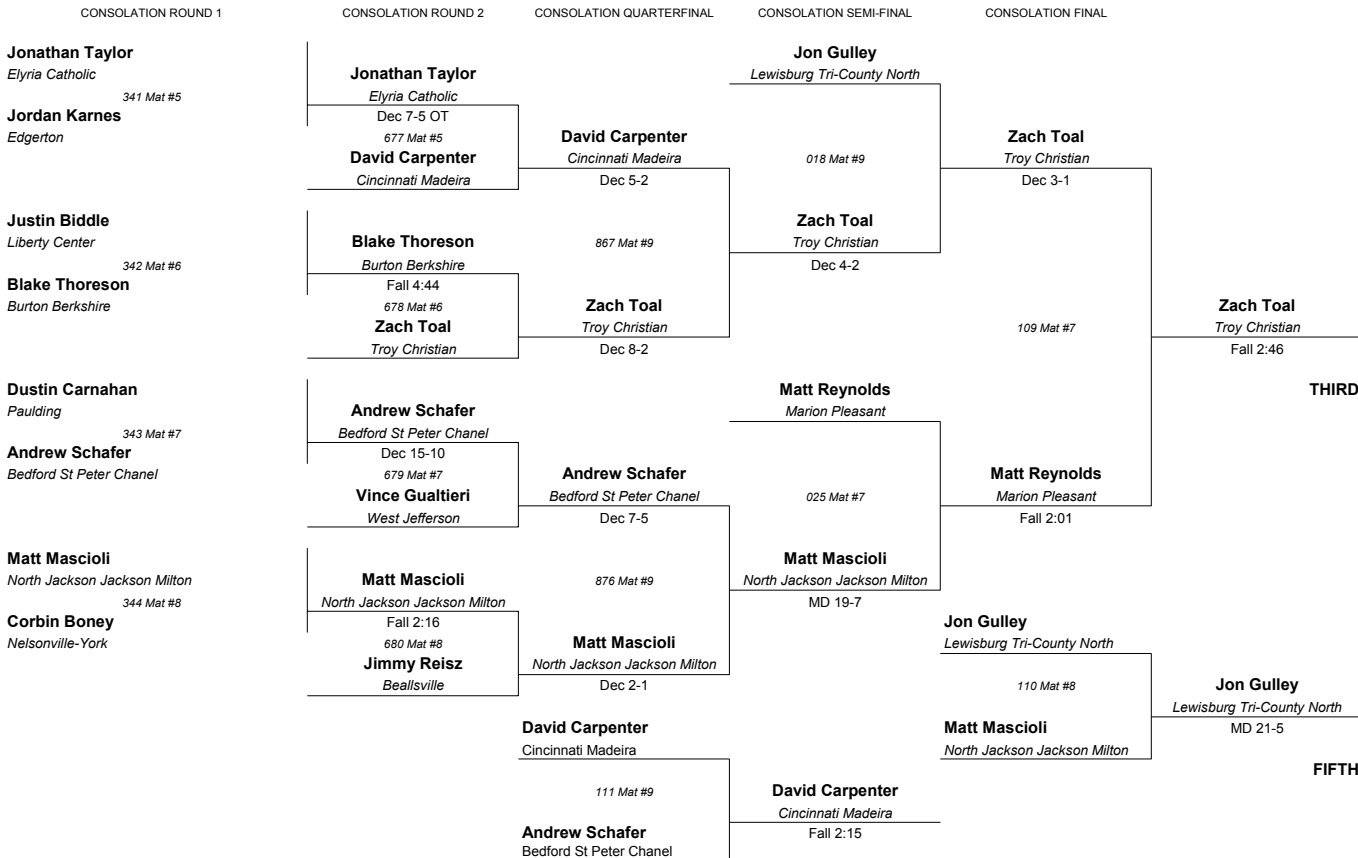 CONSOLATION ROUND 1
CONSOLATION ROUND 2
CONSOLATION QUARTERFINAL
CONSOLATION SEMI-FINAL
CONSOLATION FINAL
Jonathan Taylor
Elyria Catholic
341 Mat #5
Jordan Karnes
Edgerton
Justin Biddle
Liberty Center
342 Mat #6
Blake Thoreson
Burton Berkshire
Dustin Carnahan
Paulding
343 Mat #7
Andrew Schafer
Bedford St Peter Chanel
Matt Mascioli
North Jackson Jackson Milton
344 Mat #8
Corbin Boney
Nelsonville-York
Jonathan Taylor
Elyria Catholic
Dec 7-5 OT
677 Mat #5
David Carpenter
Cincinnati Madeira
Blake Thoreson
Burton Berkshire
Fall 4:44
678 Mat #6
Zach Toal
Troy Christian
Andrew Schafer
Bedford St Peter Chanel
Dec 15-10
679 Mat #7
Vince Gualtieri
West Jefferson
Matt Mascioli
North Jackson Jackson Milton
Fall 2:16
680 Mat #8
Jimmy Reisz
Beallsville
David Carpenter
Cincinnati Madeira
Dec 5-2
867 Mat #9
Zach Toal
Troy Christian
Dec 8-2
Andrew Schafer
Bedford St Peter Chanel
Dec 7-5
876 Mat #9
Matt Mascioli
North Jackson Jackson Milton
Dec 2-1
David Carpenter
Cincinnati Madeira
111 Mat #9
Andrew Schafer
Bedford St Peter Chanel
Jon Gulley
Lewisburg Tri-County North
018 Mat #9
Zach Toal
Troy Christian
Dec 4-2
Matt Reynolds
Marion Pleasant
025 Mat #7
Matt Mascioli
North Jackson Jackson Milton
MD 19-7
David Carpenter
Cincinnati Madeira
Fall 2:15
Zach Toal
Troy Christian
Dec 3-1
109 Mat #7
Matt Reynolds
Marion Pleasant
Fall 2:01
Jon Gulley
Lewisburg Tri-County North
110 Mat #8
Matt Mascioli
North Jackson Jackson Milton
Zach Toal
Troy Christian
Fall 2:46
THIRD
Jon Gulley
Lewisburg Tri-County North
MD 21-5
FIFTH